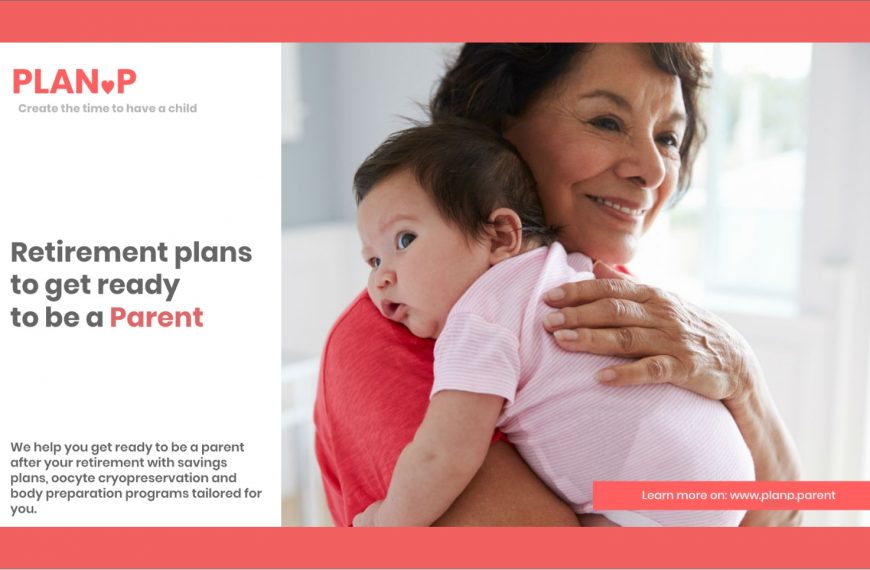 PLAN♥P
Create the time to have a child
Retirement plans
to get ready
to be a Parent
We help you get ready to be a parent
after your retirement with savings
plans, oocyte cryopreservation and
body preparation programs tailored for
you.
Learn more on: www.planp.parent